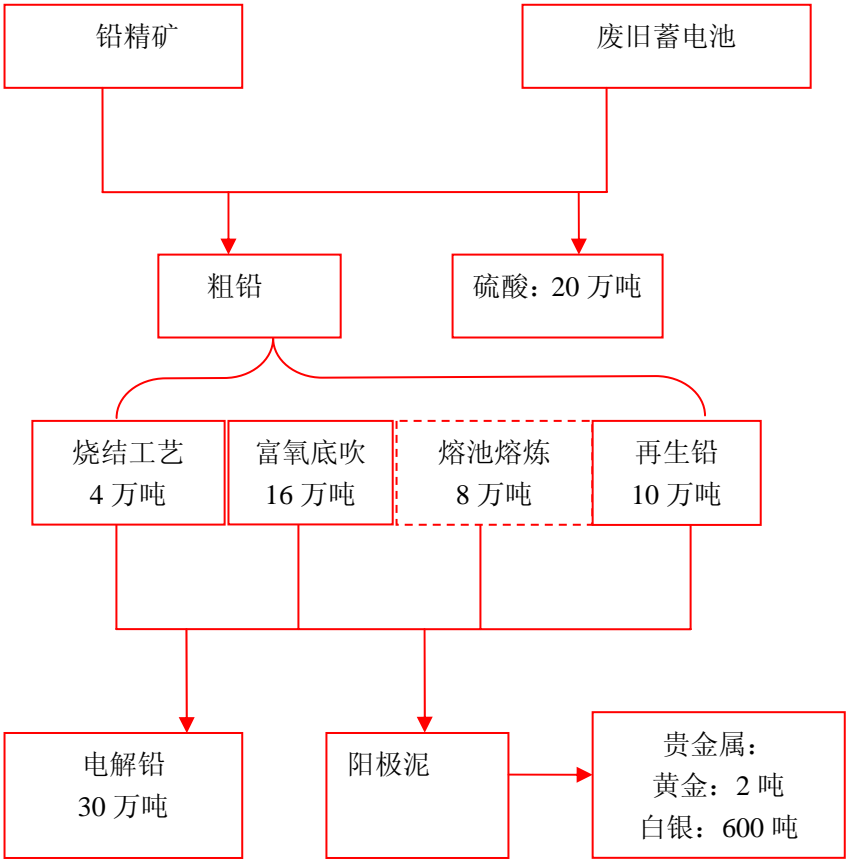 铅精矿
废旧蓄电池
粗铅
硫酸：20 万吨
烧结工艺
4 万吨
富氧底吹
16 万吨
熔池熔炼
8 万吨
再生铅
10 万吨
电解铅
30 万吨
阳极泥
贵金属：
黄金：2 吨
白银：600 吨